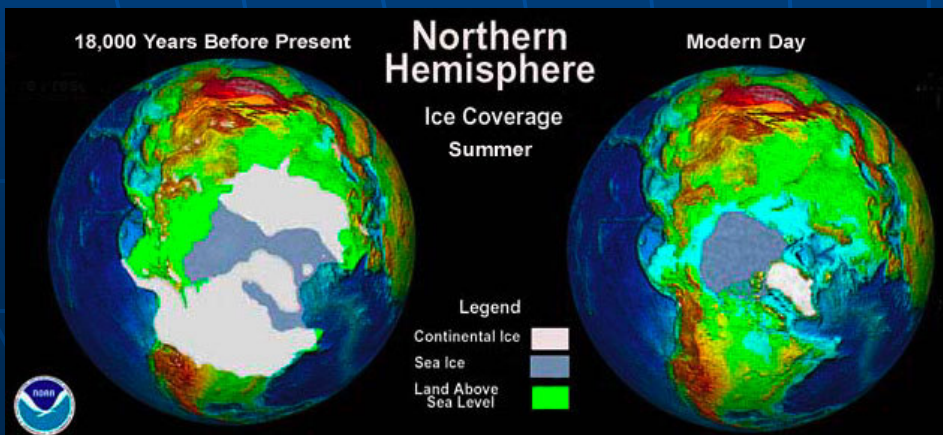 18,000 Years Before Present
Northern
Hemisphere
Modern Day
Ice Coverage
Summer
Legend
Continental Ice
Sea Ice
Land Above
Sea Level
NOAA